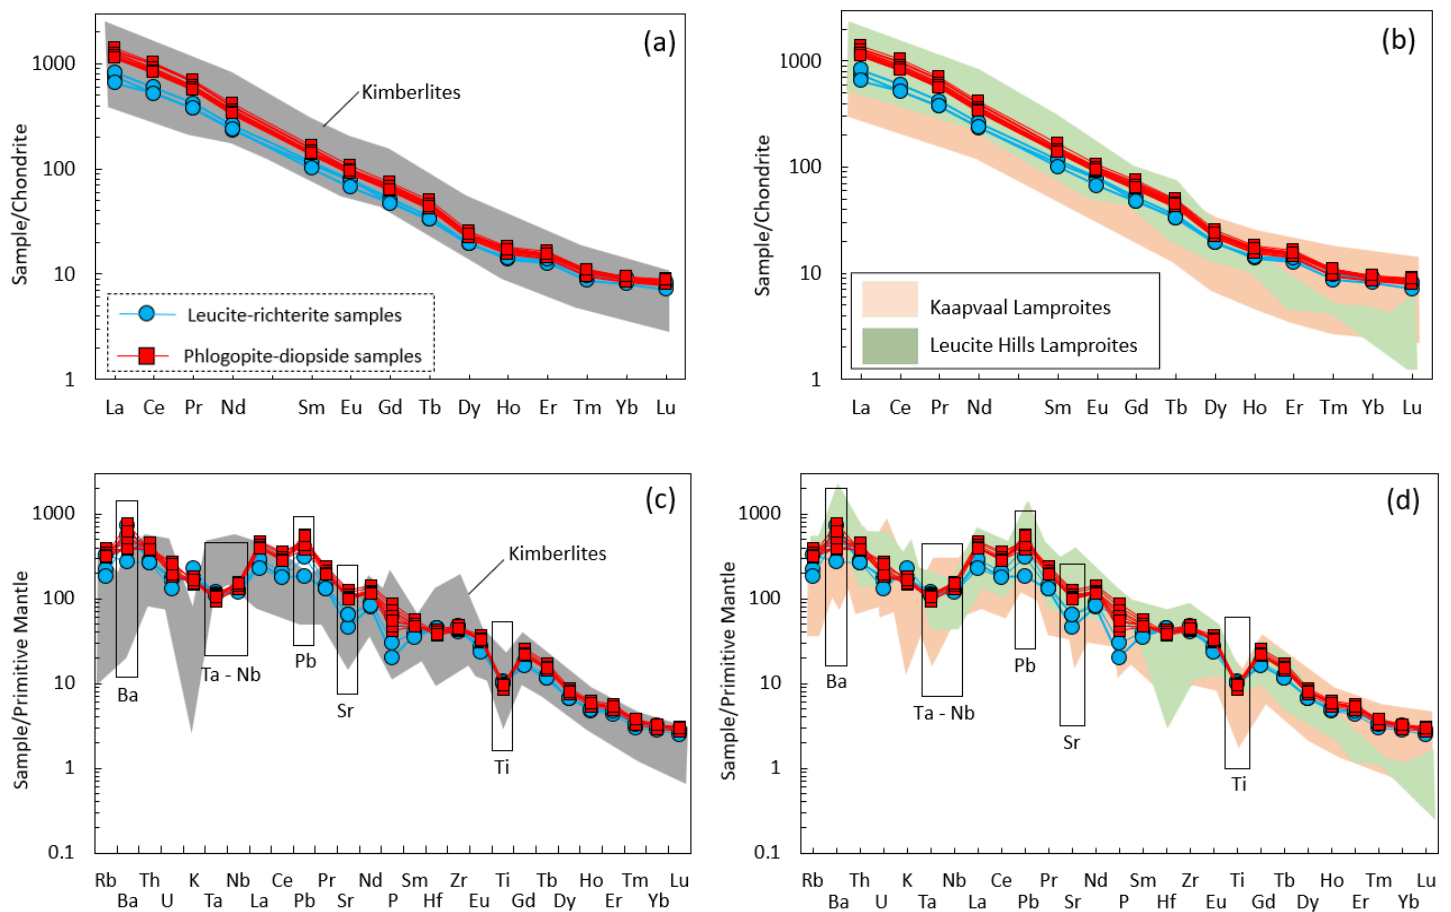 (a)
Sample/Chondrite
1000
100
10
1
Kimberlites
Leucite-richterite samples
Phlogopite-diopside samples
La Ce Pr Nd Sm Eu Gd Tb Dy Ho Er Tm Yb Lu
(b)
Sample/Chondrite
1000
100
10
1
Kaapvaal Lamproites
Leucite Hills Lamproites
La Ce Pr Nd Sm Eu Gd Tb Dy Ho Er Tm Yb Lu
(c)
Sample/Primitive Mantle
1000
100
10
1
0.1
Kimberlites
Ba
Ta - Nb
Pb
Sr
Ti
Rb Th K Nb Ce Pr Nd Sm Zr Ti Tb Ho Tm Lu
Ba U Ta La Pb Sr P Hf Eu Gd Dy Er Yb
(d)
Sample/Primitive Mantle
1000
100
10
1
0.1
Ba
Ta - Nb
Pb
Sr
Ti
Rb Th K Nb Ce Pr Nd Sm Zr Ti Tb Ho Tm Lu
Ba U Ta La Pb Sr P Hf Eu Gd Dy Er Yb